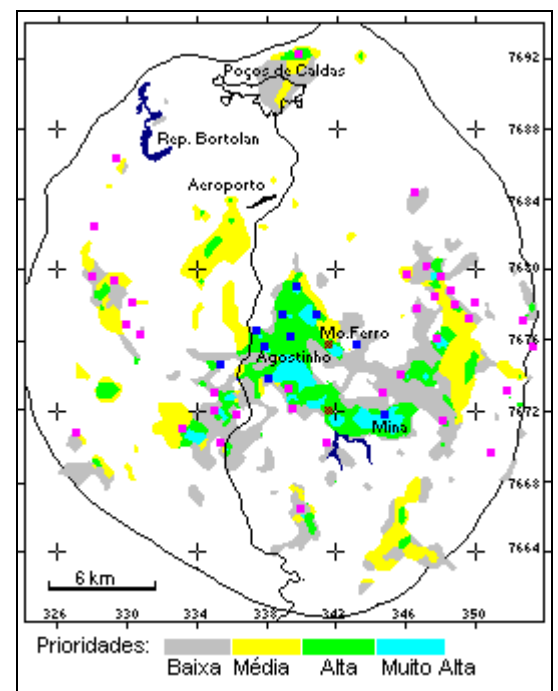 7692
Poços de Caldas
7688
Rep. Bortolan
Aeroporto
7684
7680
Mo.Ferro
7676
Agostinho
7672
Mina
7668
7664
6 km
326 330 334 338 342 346 350
Prioridades:
Baixa Média Alta Muito Alta